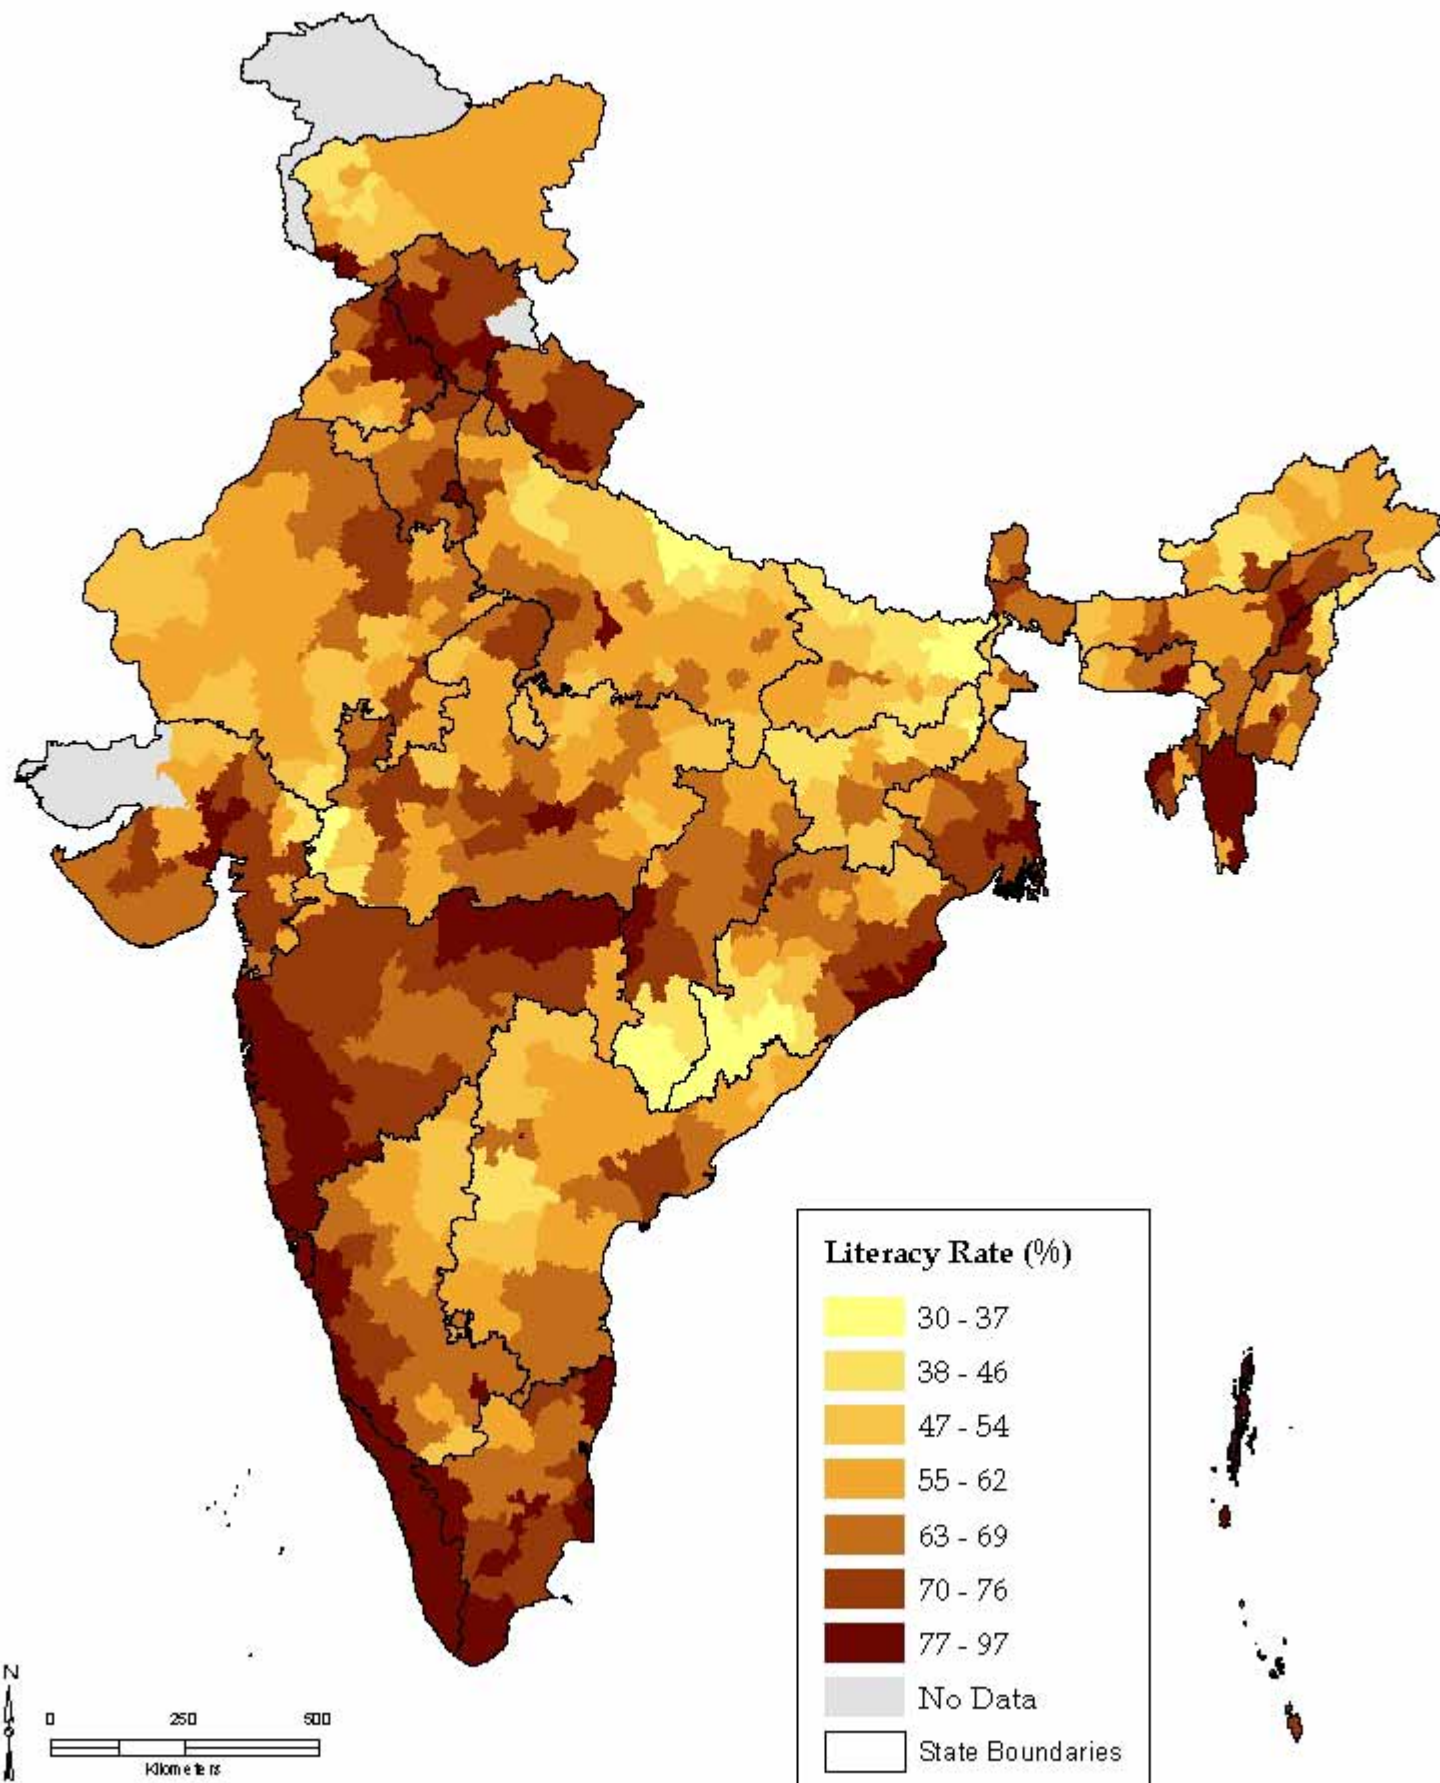 Literacy Rate (%)
30 - 37
38 - 46
47 - 54
55 - 62
63 - 69
70 - 76
77 - 97
No Data
State Boundaries
N
0 250 500
Kilometers